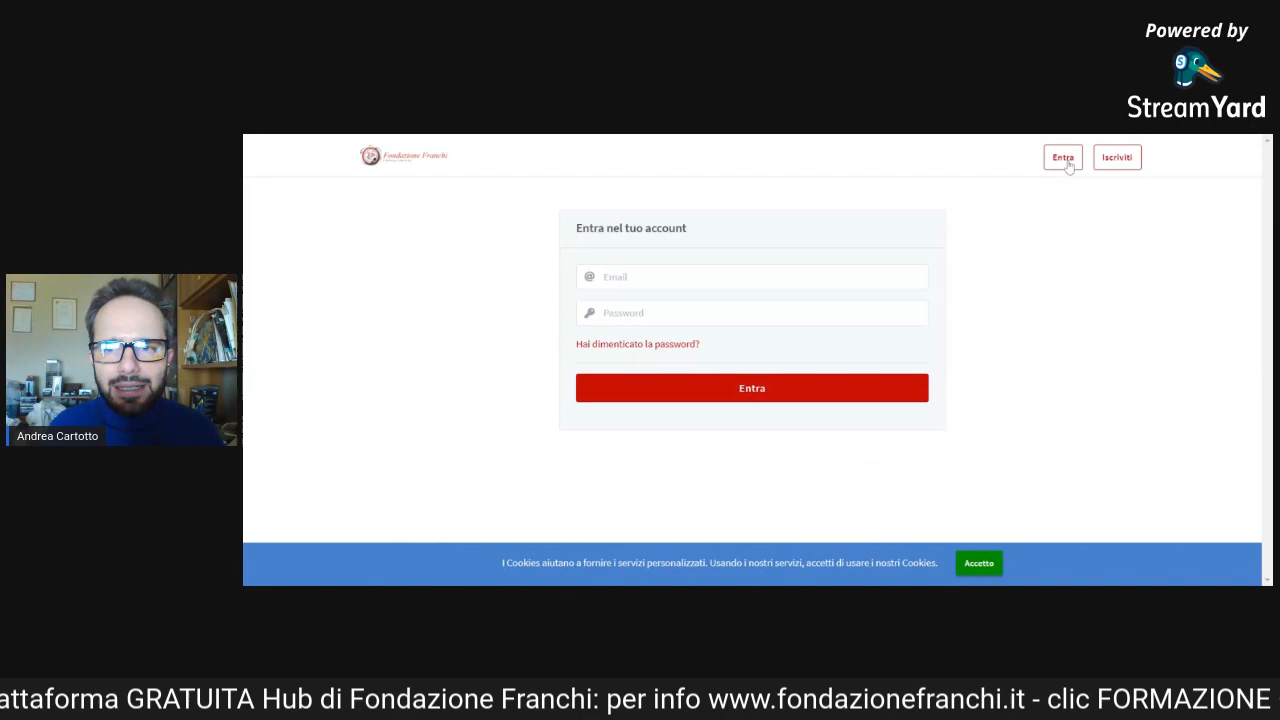 Powered by
StreamYard
Fondazione Franchi
Entra
Iscriviti
Entra nel tuo account
@ Email
Password
Hai dimenticato la password?
Entra
Andrea Cartotto
I Cookies aiutano a fornire i servizi personalizzati. Usando i nostri servizi, accetti di usare i nostri Cookies.
Accetto
attaforma GRATUITA Hub di Fondazione Franchi: per info www.fondazionefranchi.it - clic FORMAZIONE